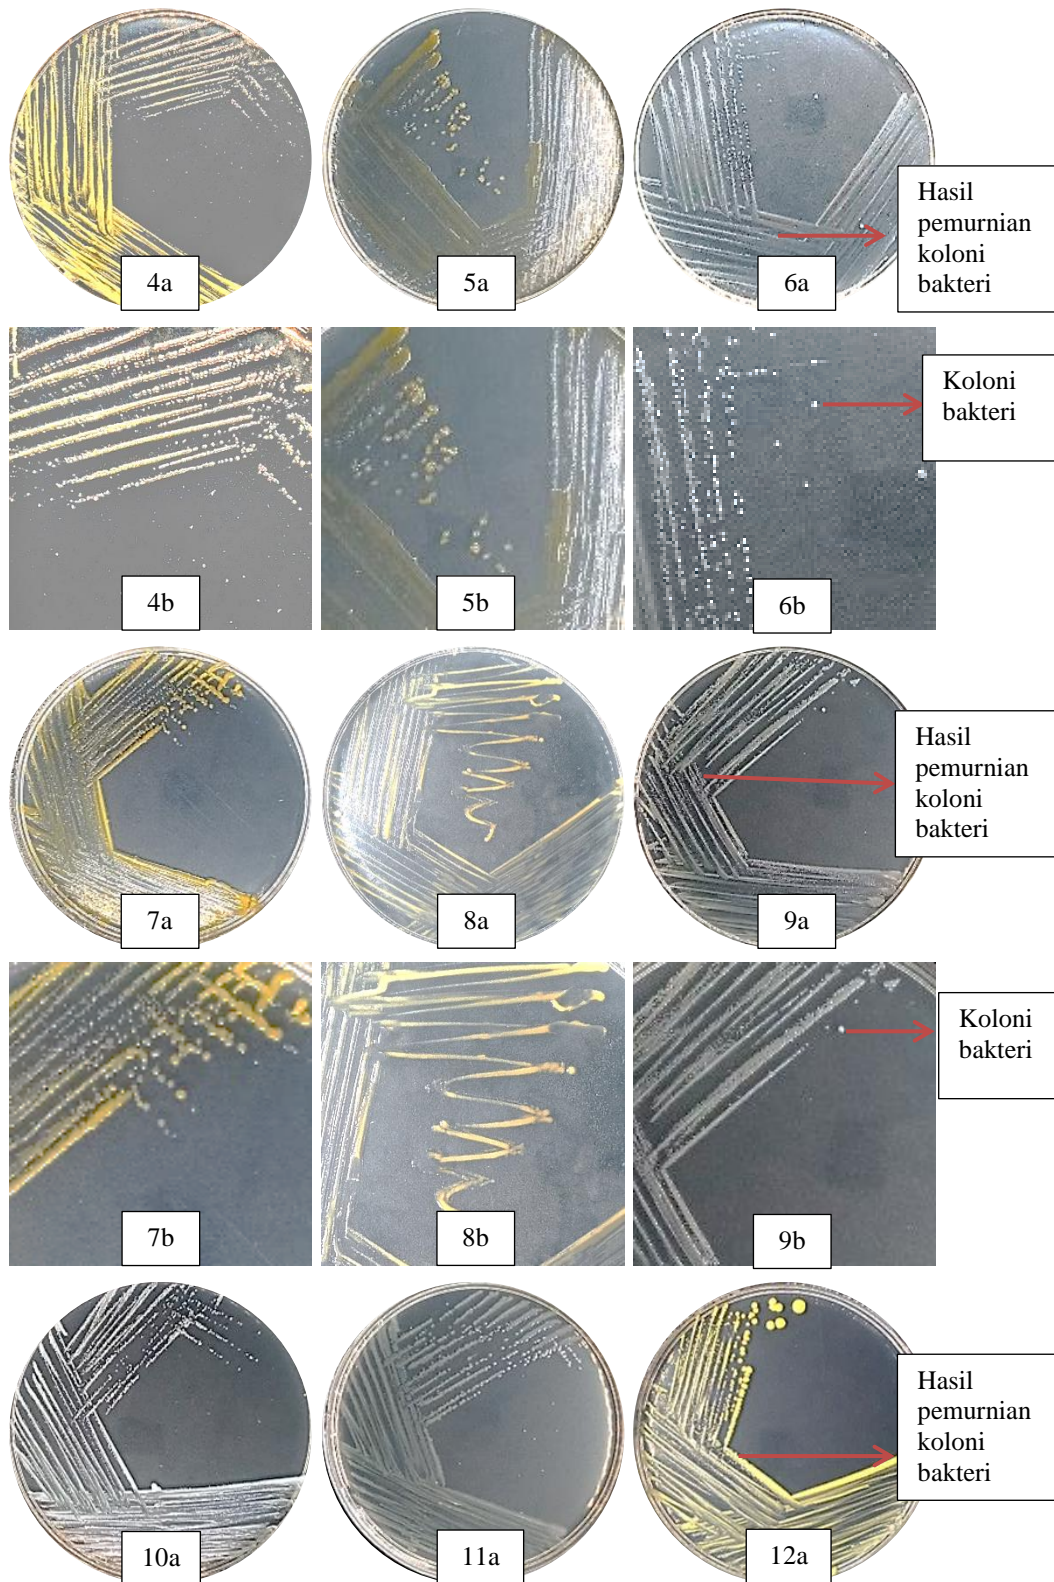 4a
5a
6a
Hasil
pemurnian
koloni
bakteri
4b
5b
6b
Koloni
bakteri
7a
8a
9a
Hasil
pemurnian
koloni
bakteri
7b
8b
9b
Koloni
bakteri
10a
11a
12a
Hasil
pemurnian
koloni
bakteri